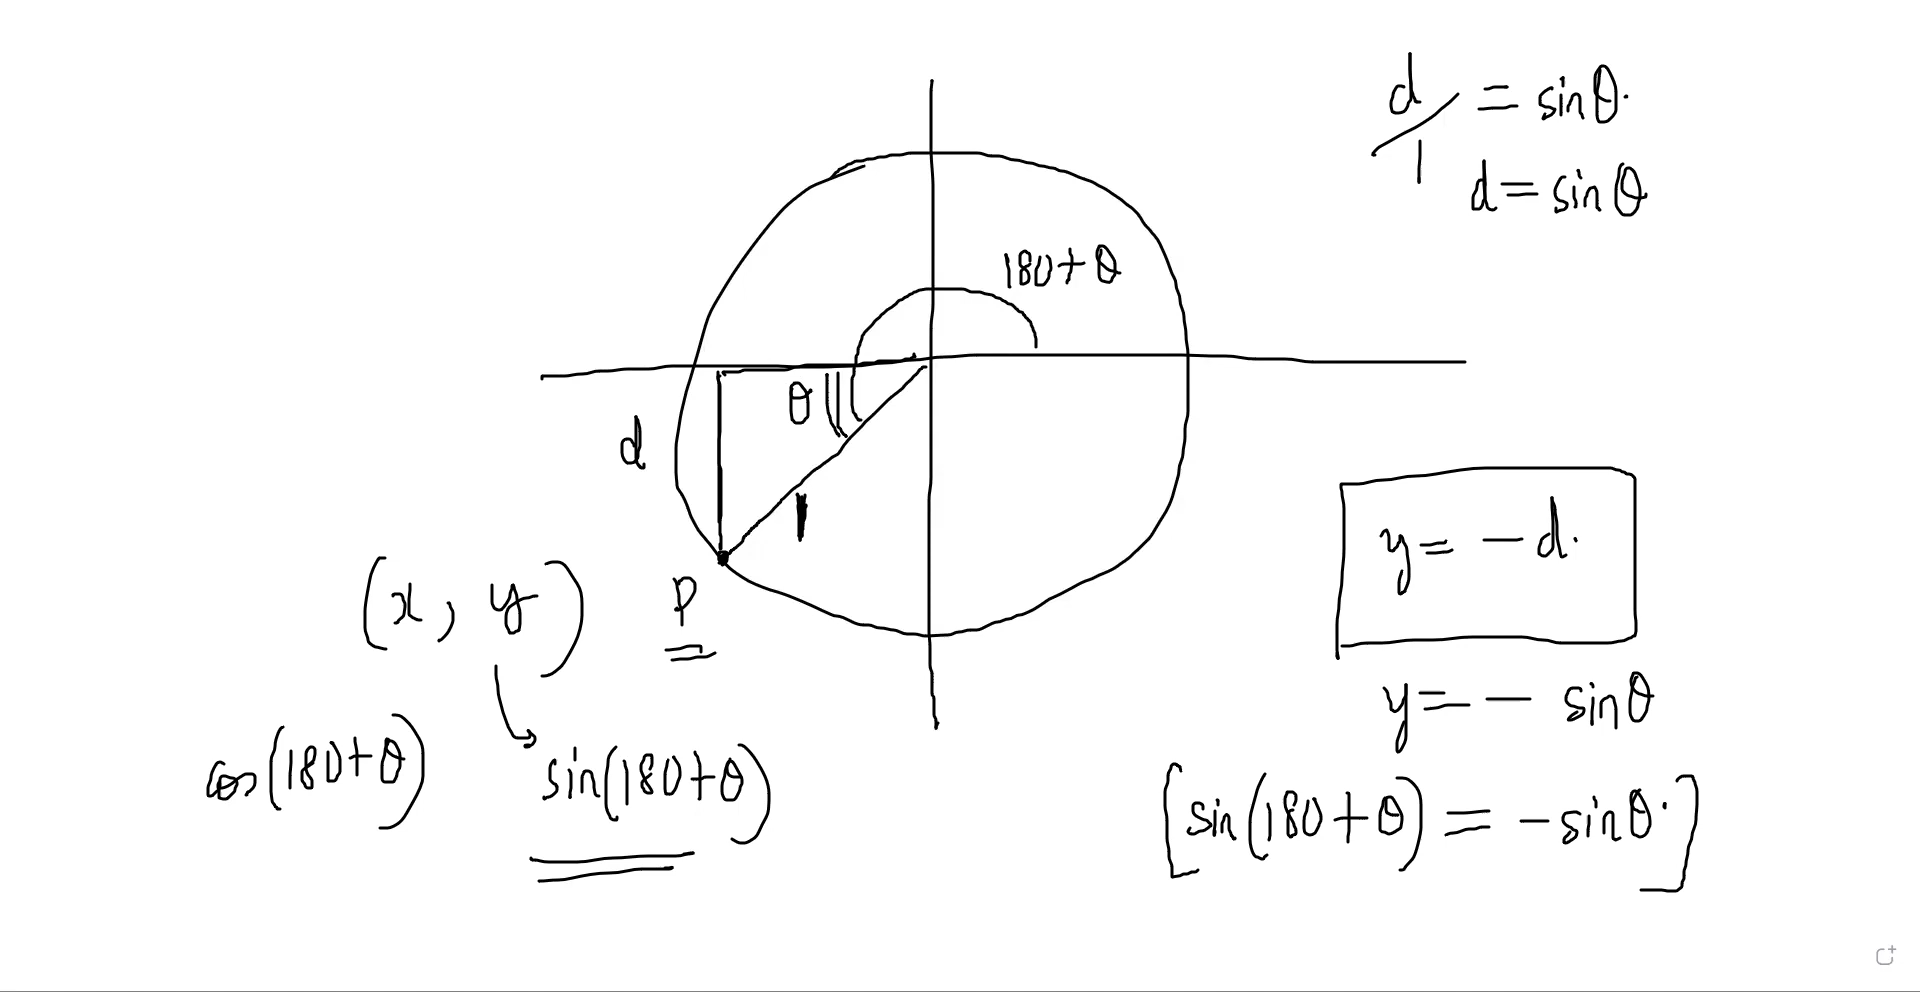 d/1 = sinθ.
d = sinθ
180+θ
θ
d
1
y = -d.
(x, y)
P
y = - sinθ
cos(180+θ)
sin(180+θ)
[sin(180+θ) = -sinθ.]